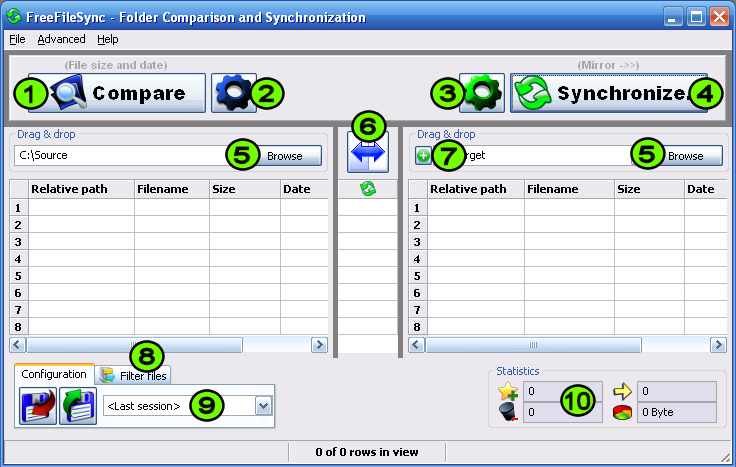 FreeFileSync - Folder Comparison and Synchronization
File Advanced Help
(File size and date)
(Mirror ->>)
1 Compare 2
3 Synchronize. 4
6
Drag & drop
Drag & drop
C:\Source 5 Browse
7 rget 5 Browse
Relative path Filename Size Date
Relative path Filename Size Date
1
2
3
4
5
6
7
8
1
2
3
4
5
6
7
8
Configuration 8 Filter files
<Last session> 9
Statistics
0 0
0 10 0 Byte
0 of 0 rows in view